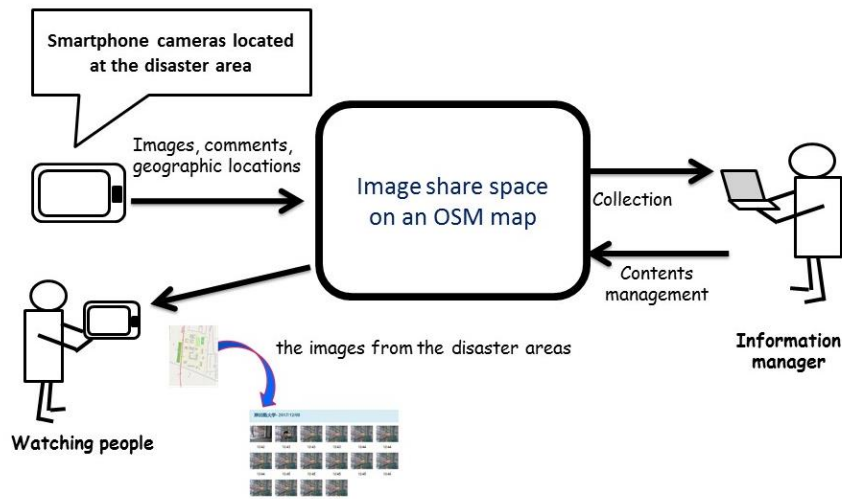 Smartphone cameras located
at the disaster area
Images, comments,
geographic locations
Image share space
on an OSM map
Collection
Contents
management
Information
manager
the images from the disaster areas
Watching people